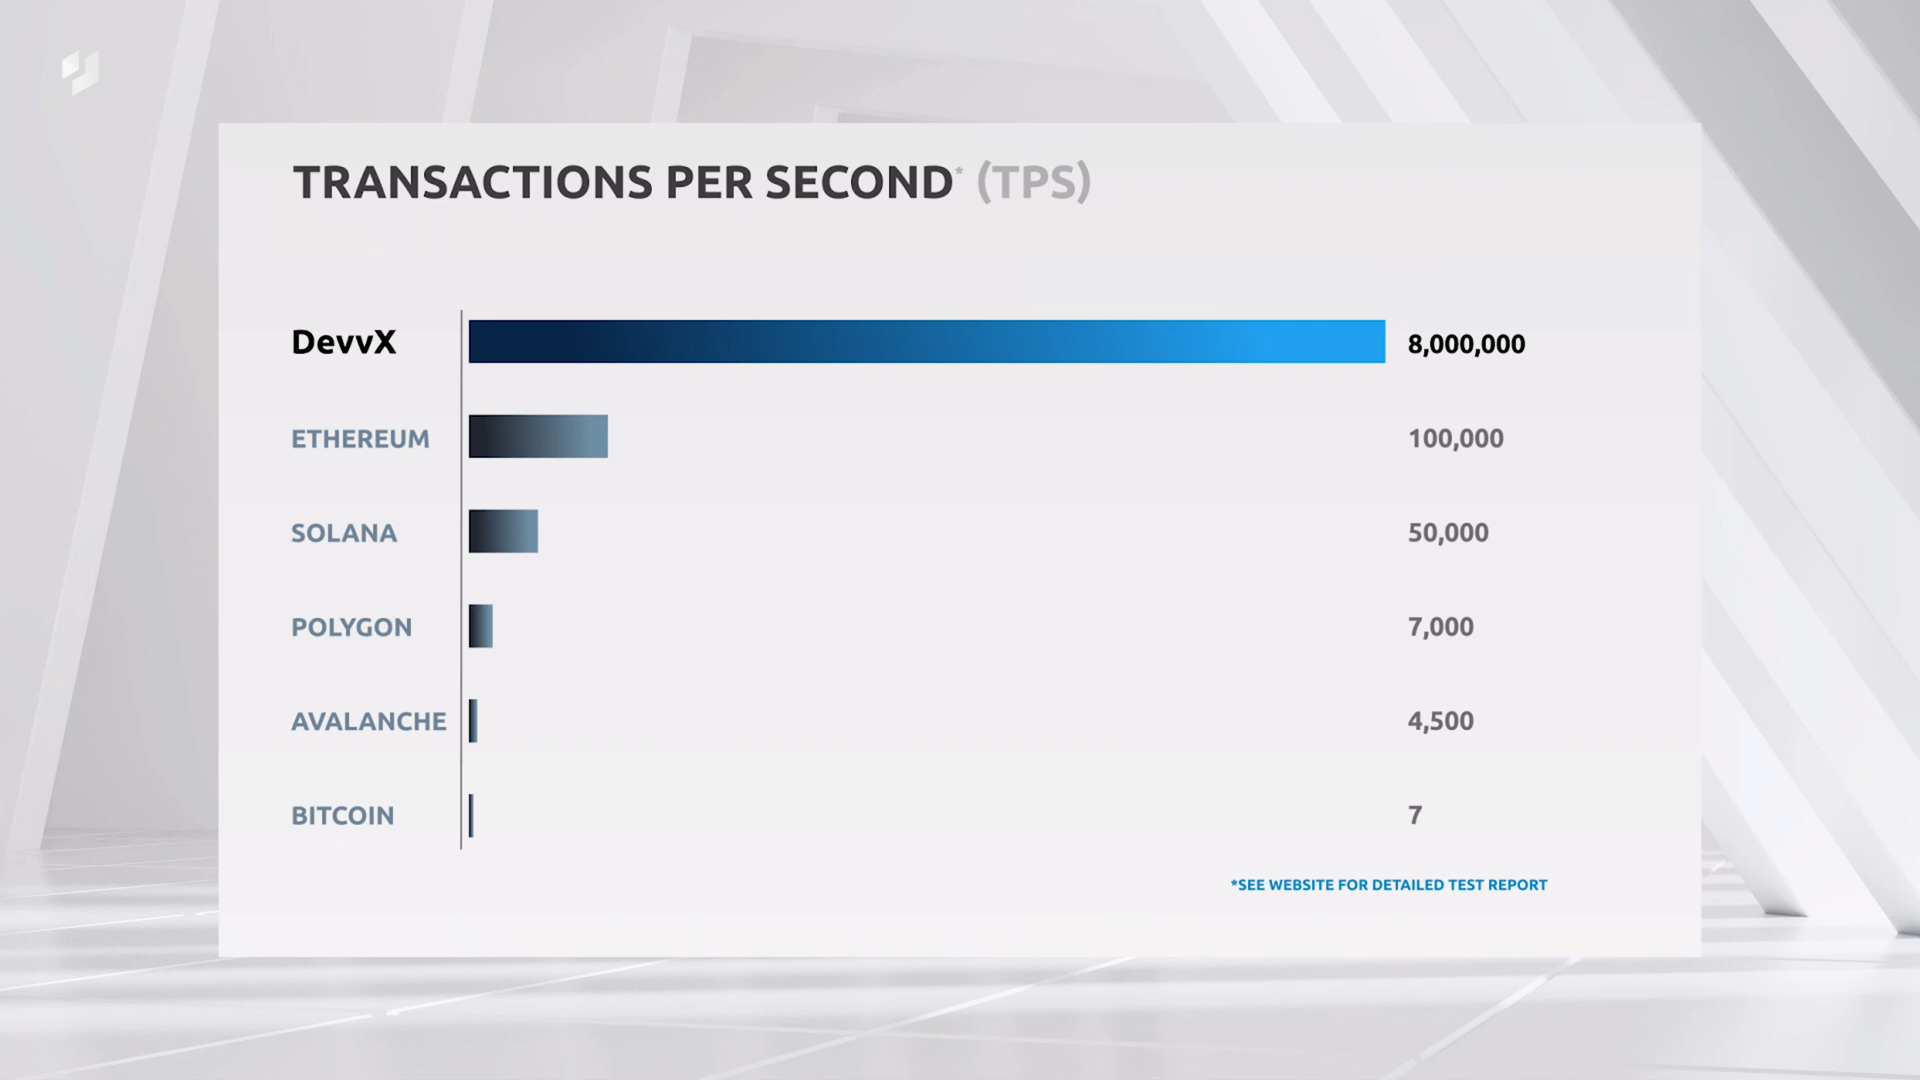 TRANSACTIONS PER SECOND* (TPS)
DevvX 8,000,000
ETHEREUM 100,000
SOLANA 50,000
POLYGON 7,000
AVALANCHE 4,500
BITCOIN 7
*SEE WEBSITE FOR DETAILED TEST REPORT